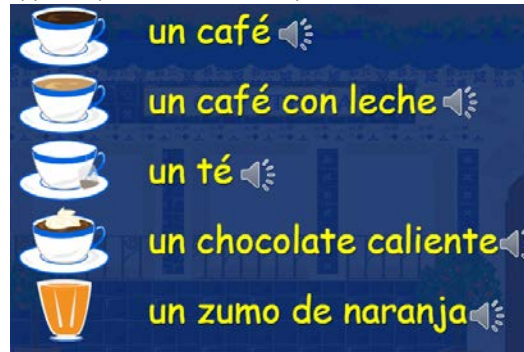 un café
un café con leche
un té
un chocolate caliente
un zumo de naranja